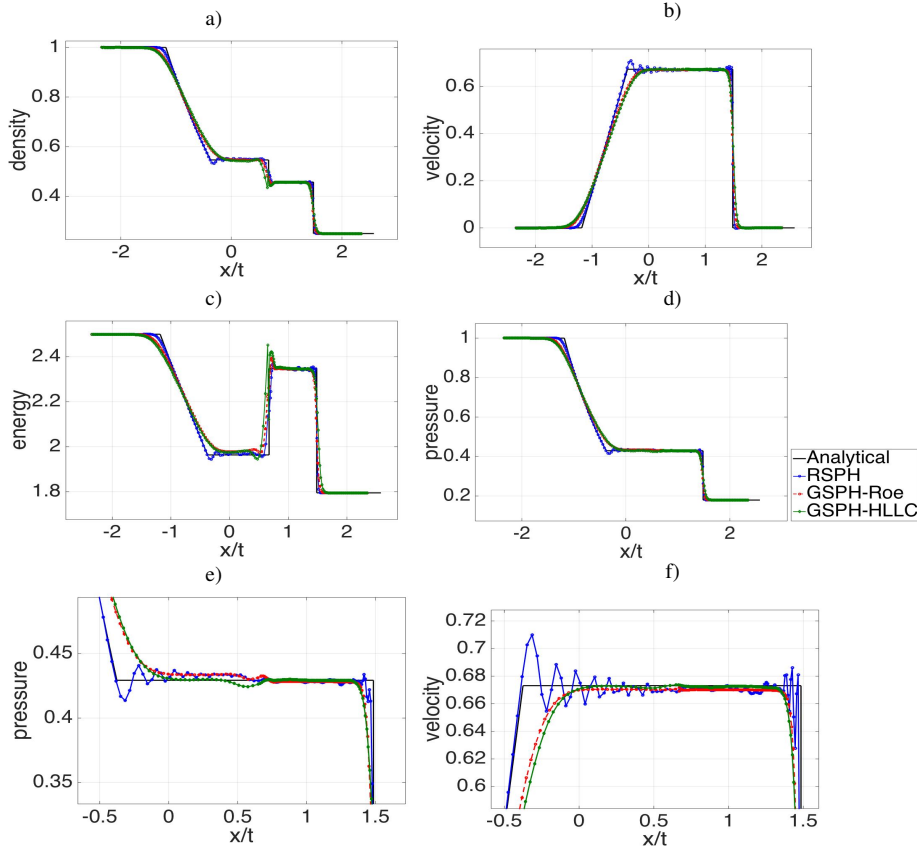 a)
1
0.8
0.6
0.4
density
-2
0
2
x/t
b)
0.6
0.4
0.2
0
velocity
-2
-1
0
1
2
x/t
c)
2.4
2.2
2
1.8
energy
-2
-1
0
1
2
x/t
d)
1
0.8
0.6
0.4
0.2
pressure
-2
0
2
x/t
Analytical
RSPH
GSPH-Roe
GSPH-HLLC
e)
0.45
0.4
0.35
pressure
-0.5
0
0.5
1
1.5
x/t
f)
0.72
0.7
0.68
0.66
0.64
0.62
0.6
velocity
-0.5
0
0.5
1
1.5
x/t